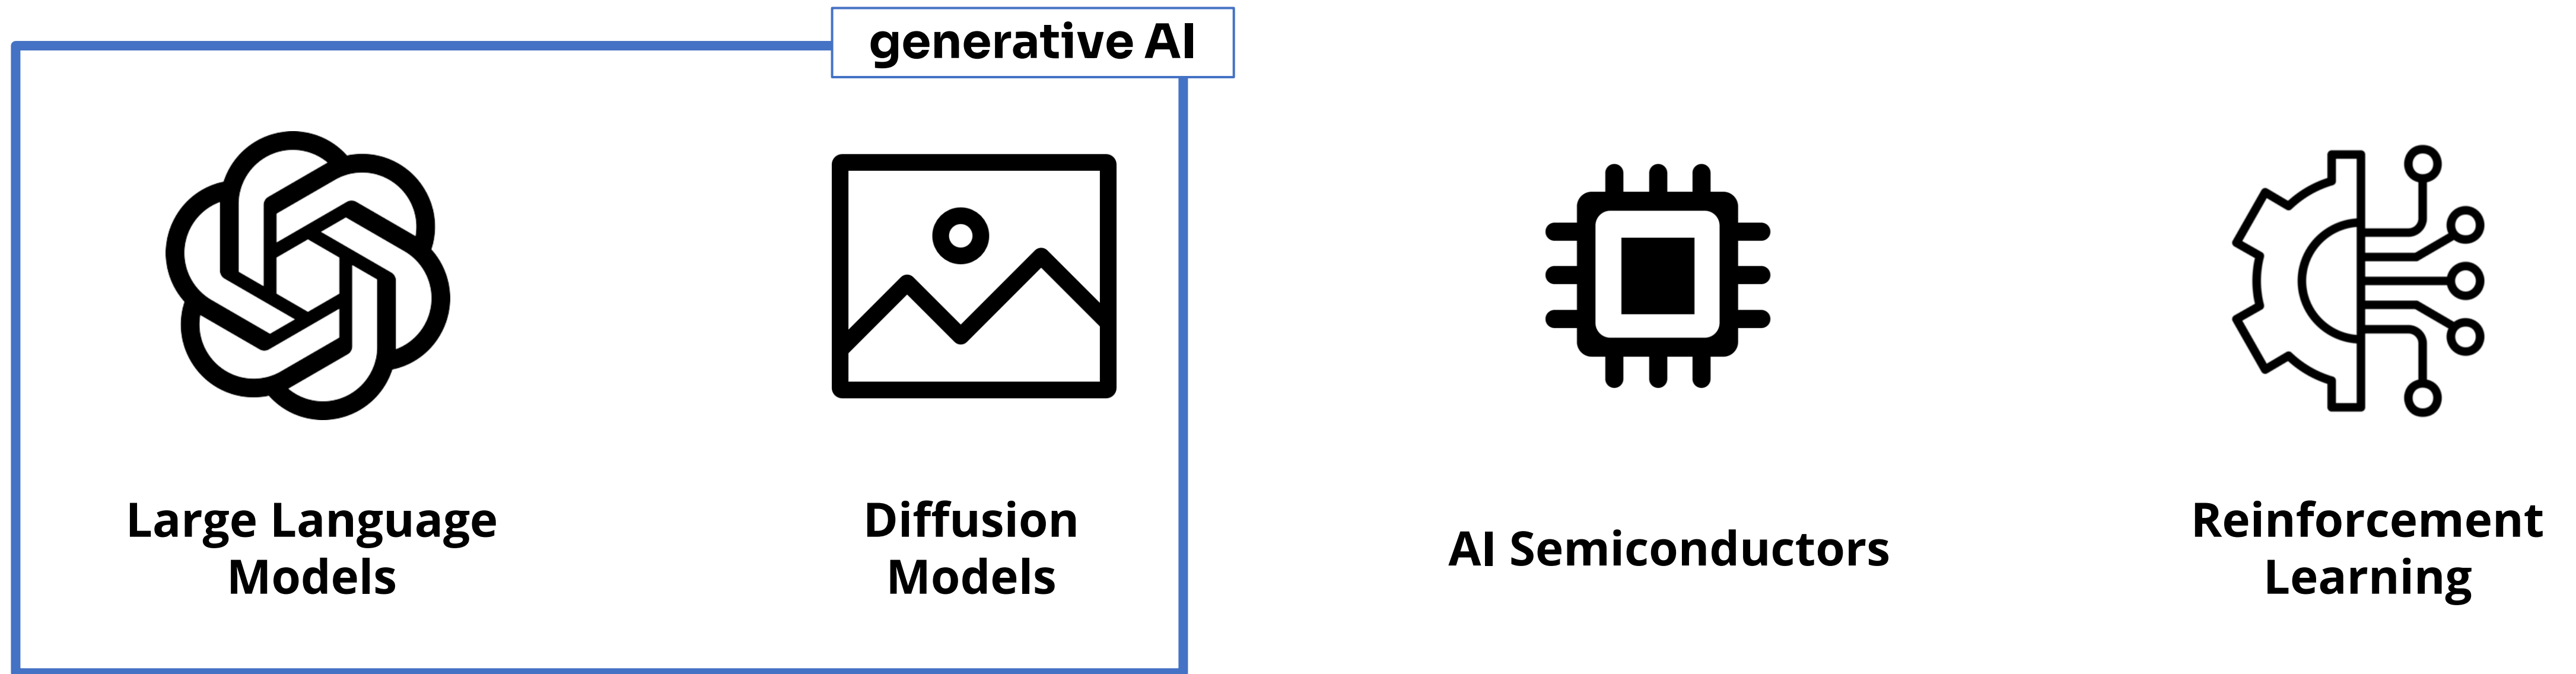 generative AI
Large Language
Models
Diffusion
Models
AI Semiconductors
Reinforcement
Learning